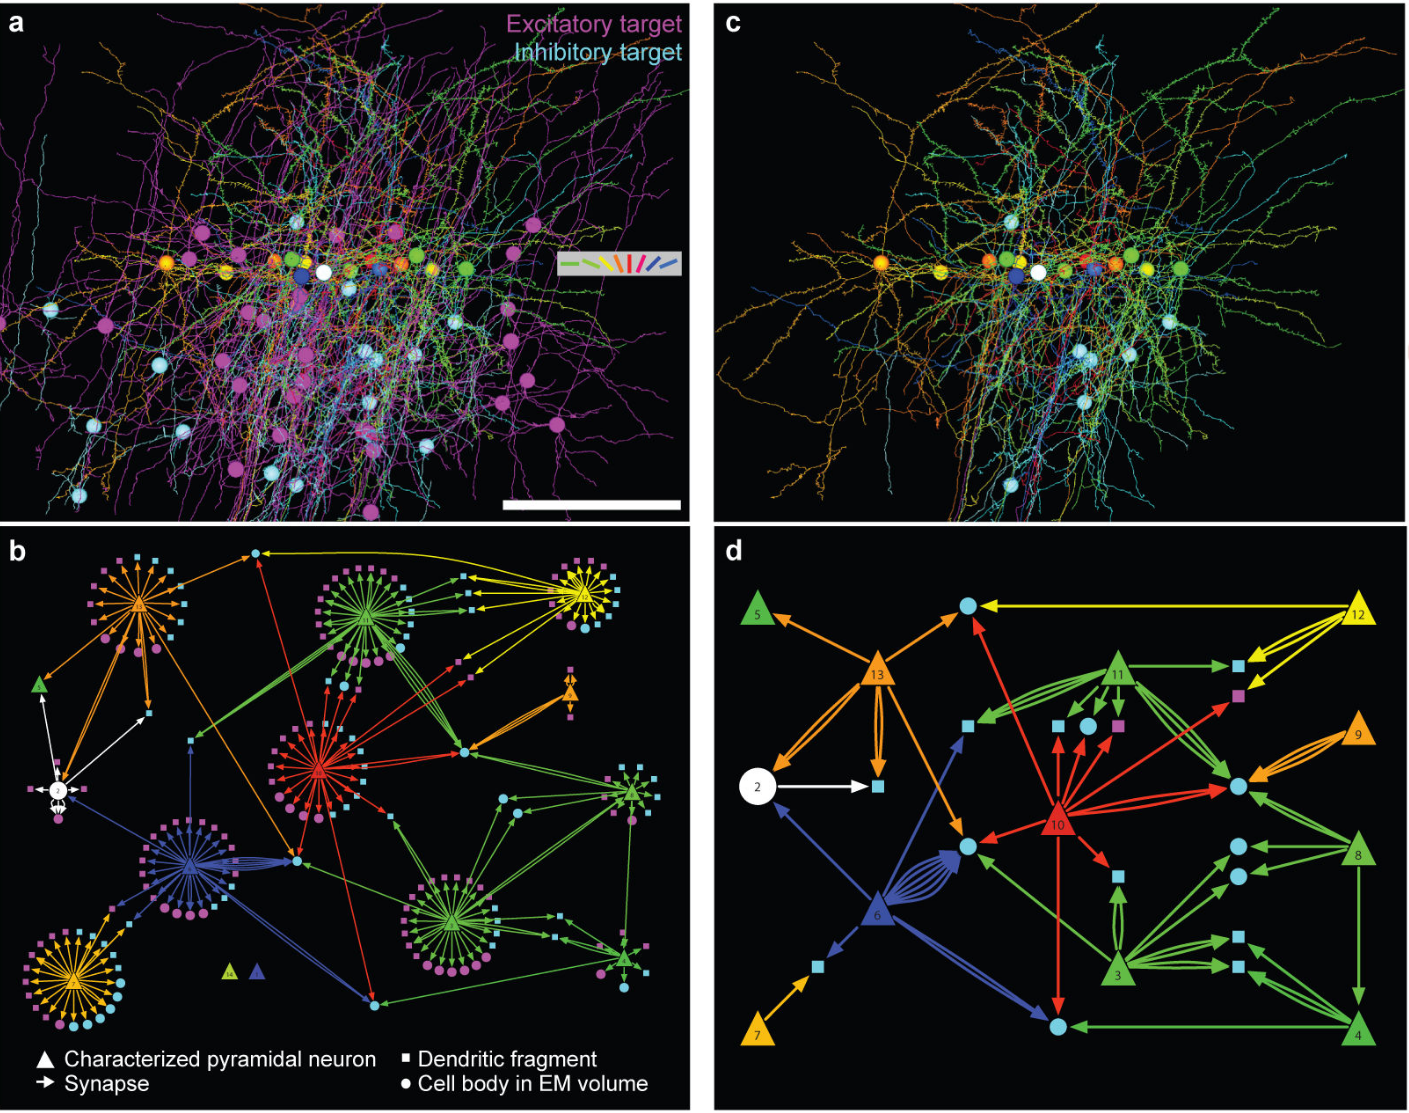 a
Excitatory target
Inhibitory target
c
b
2
14
Characterized pyramidal neuron
Dendritic fragment
Synapse
Cell body in EM volume
d
5
12
13
11
9
2
10
8
6
3
7
4